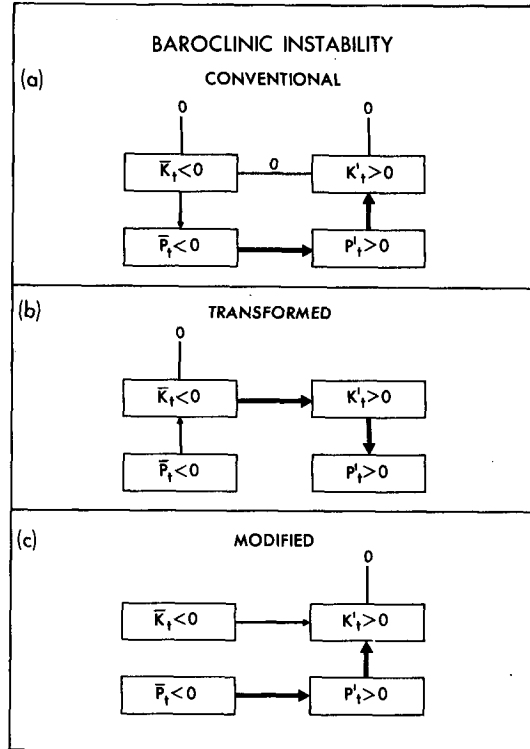 BAROCLINIC INSTABILITY
(a) CONVENTIONAL
0 0
K̅t<0 0 K't>0
P̅t<0 P't>0
(b) TRANSFORMED
0
K̅t<0 K't>0
P̅t<0 P't>0
(c) MODIFIED
0
K̅t<0 K't>0
P̅t<0 P't>0